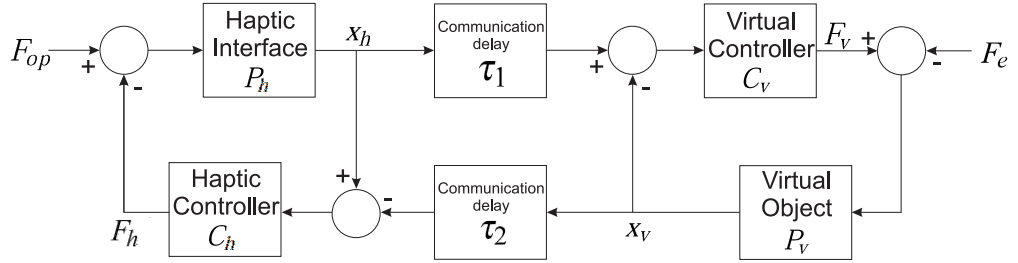 F_op
+
-
Haptic
Interface
P_h
x_h
Communication
delay
τ_1
+
-
Virtual
Controller
C_v
F_v
+
-
F_e
Haptic
Controller
C_h
F_h
+
-
Communication
delay
τ_2
x_v
Virtual
Object
P_v